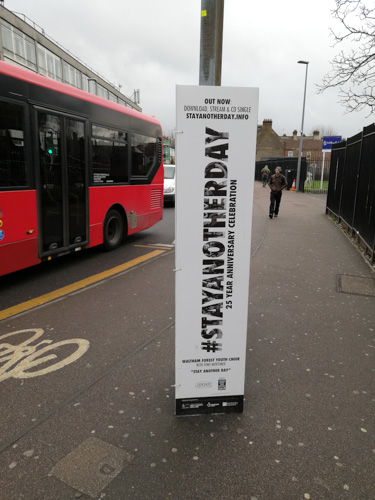 OUT NOW
DOWNLOAD, STREAM & CD SINGLE
STAYANOTHERDAY.INFO
#STAYANOTHERDAY
25 YEAR ANNIVERSARY CELEBRATION
WALTHAM FOREST YOUTH CHOIR
"STAY ANOTHER DAY"